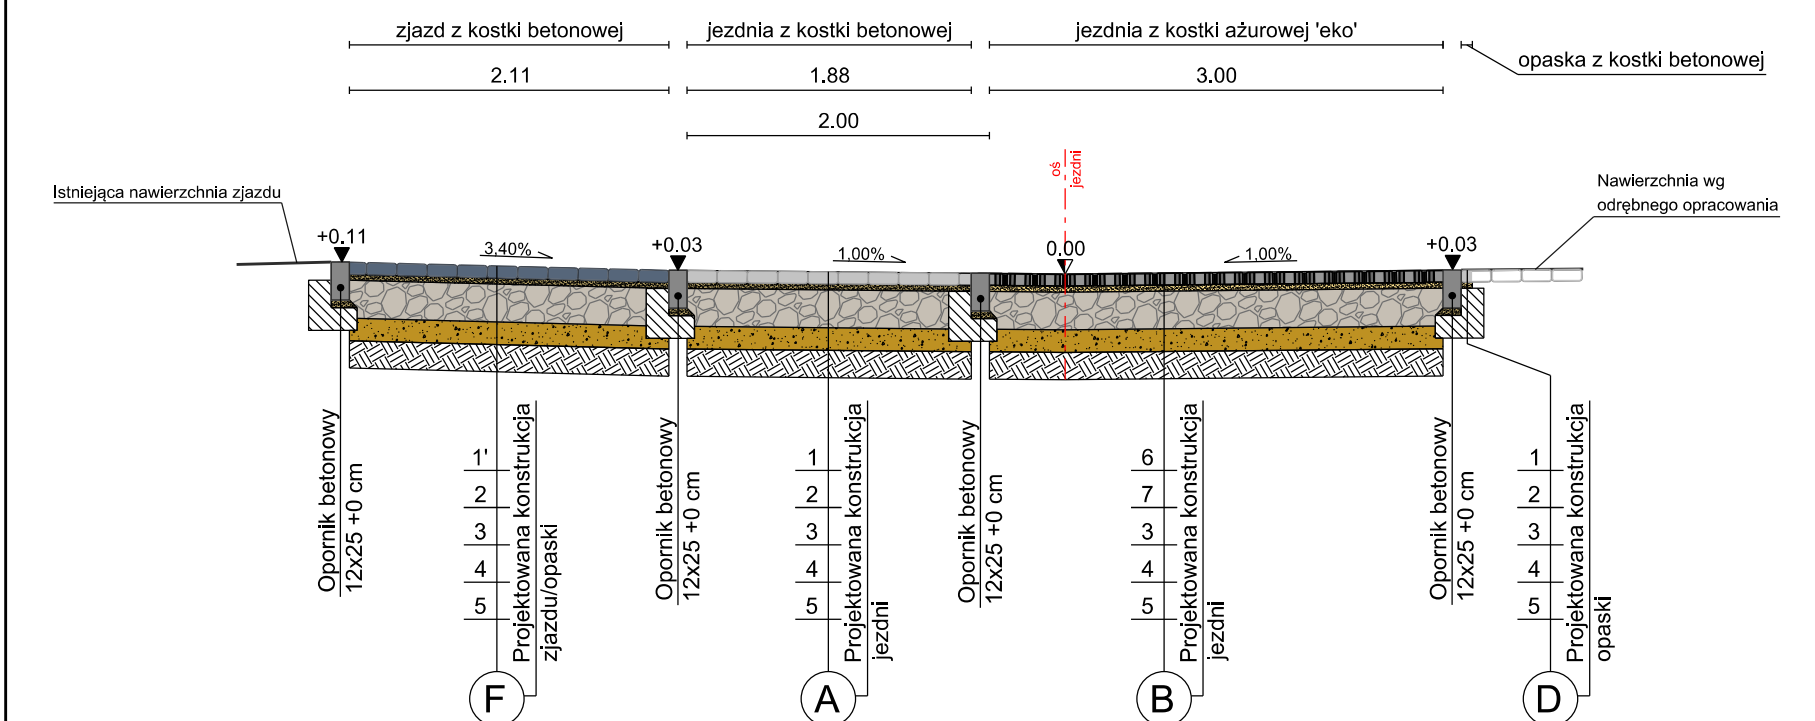 zjazd z kostki betonowej
jezdnia z kostki betonowej
jezdnia z kostki ażurowej 'eko'
opaska z kostki betonowej
2.11
1.88
3.00
2.00
oś
jezdni
Istniejąca nawierzchnia zjazdu
Nawierzchnia wg
odrębnego opracowania
+0.11
3,40%
+0.03
1,00%
0.00
1,00%
+0.03
Opornik betonowy
12x25 +0 cm
1'
2
3
4
5
Projektowana konstrukcja
zjazdu/opaski
F
Opornik betonowy
12x25 +0 cm
1
2
3
4
5
Projektowana konstrukcja
jezdni
A
Opornik betonowy
12x25 +0 cm
6
7
3
4
5
Projektowana konstrukcja
jezdni
B
Opornik betonowy
12x25 +0 cm
1
2
3
4
5
Projektowana konstrukcja
opaski
D